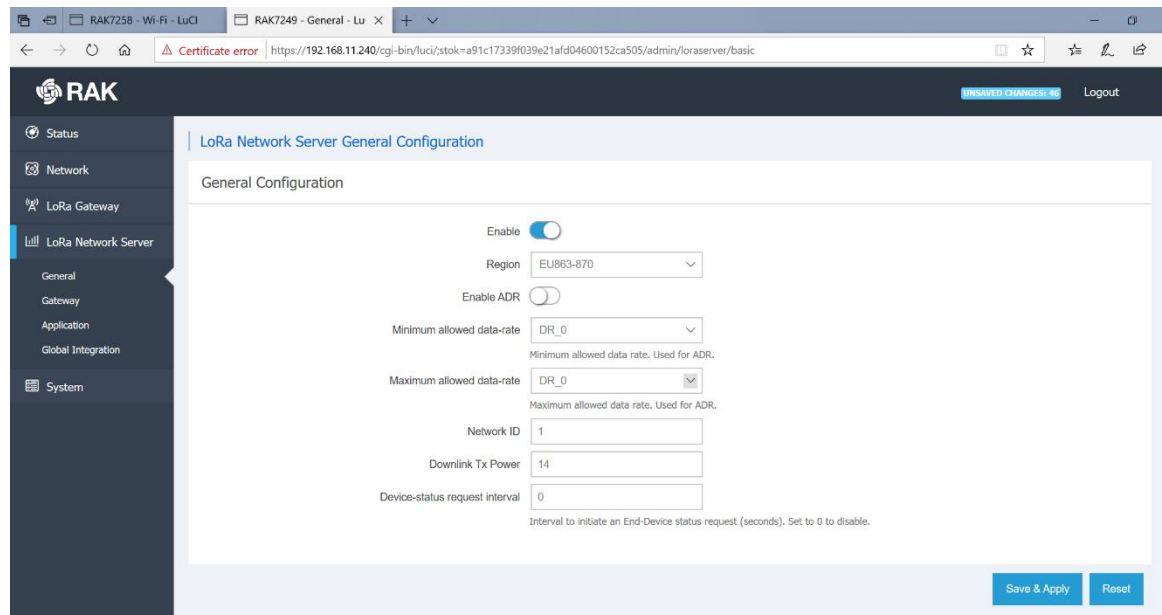 RAK7258 - Wi-Fi - LuCI
RAK7249 - General - Lu
Certificate error
https://192.168.11.240/cgi-bin/luci/;stok=a91c17339f039e21afd04600152ca505/admin/loraserver/basic
RAK
UNSAVED CHANGES: 46
Logout
Status
Network
LoRa Gateway
LoRa Network Server
General
Gateway
Application
Global Integration
System
LoRa Network Server General Configuration
General Configuration
Enable
Region EU863-870
Enable ADR
Minimum allowed data-rate DR_0
Minimum allowed data rate. Used for ADR.
Maximum allowed data-rate DR_0
Maximum allowed data rate. Used for ADR.
Network ID 1
Downlink Tx Power 14
Device-status request interval 0
Interval to initiate an End-Device status request (seconds). Set to 0 to disable.
Save & Apply
Reset